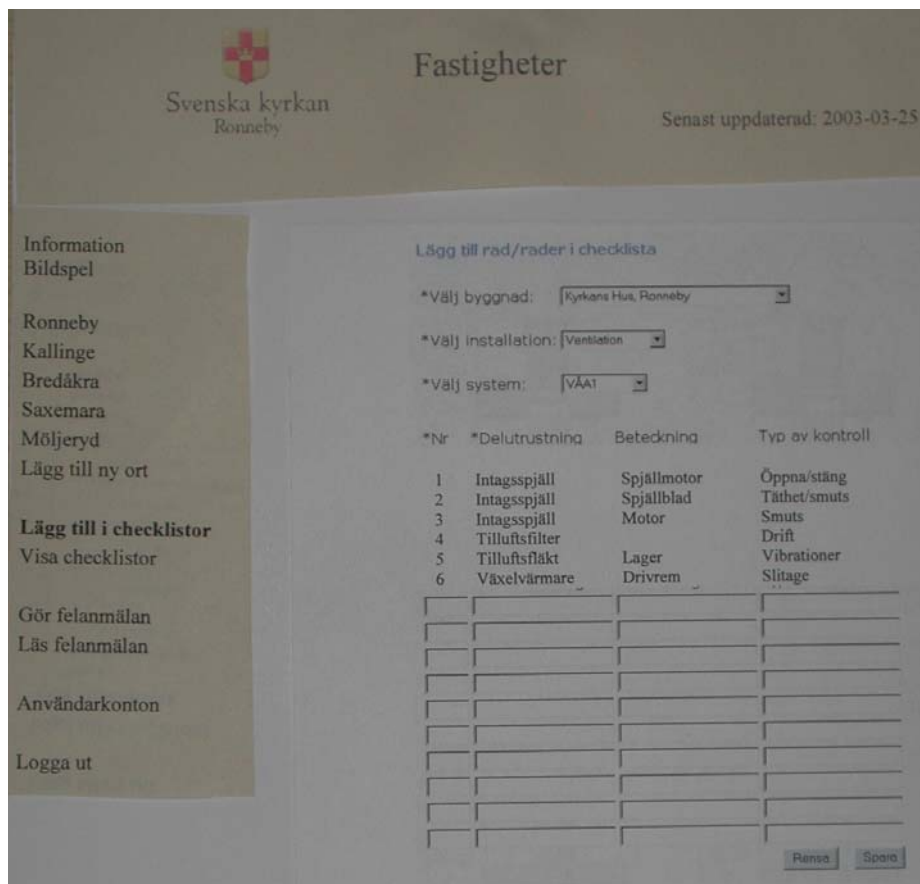 Svenska kyrkan
Ronneby
Fastigheter
Senast uppdaterad: 2003-03-25
Information
Bildspel
Ronneby
Kallinge
Bredåkra
Saxemara
Möljeryd
Lägg till ny ort
Lägg till i checklistor
Visa checklistor
Gör felanmälan
Läs felanmälan
Användarkonton
Logga ut
Lägg till rad/rader i checklista
*Välj byggnad: Kyrkans Hus, Ronneby
*Välj installation: Ventilation
*Välj system: VÅA1
*Nr *Delutrustning Beteckning Typ av kontroll
1 Intagsspjäll Spjällmotor Öppna/stäng
2 Intagsspjäll Spjällblad Täthet/smuts
3 Intagsspjäll Motor Smuts
4 Tilluftsfilter Drift
5 Tilluftsfläkt Lager Vibrationer
6 Växelvärmare Drivrem Slitage
Rensa Spara